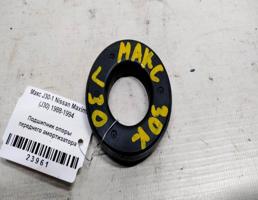 Макс J30-1 Nissan Maxima
(J30) 1988-1994
Подшипник опоры
переднего амортизатора
23961
МАКС
J30
30К